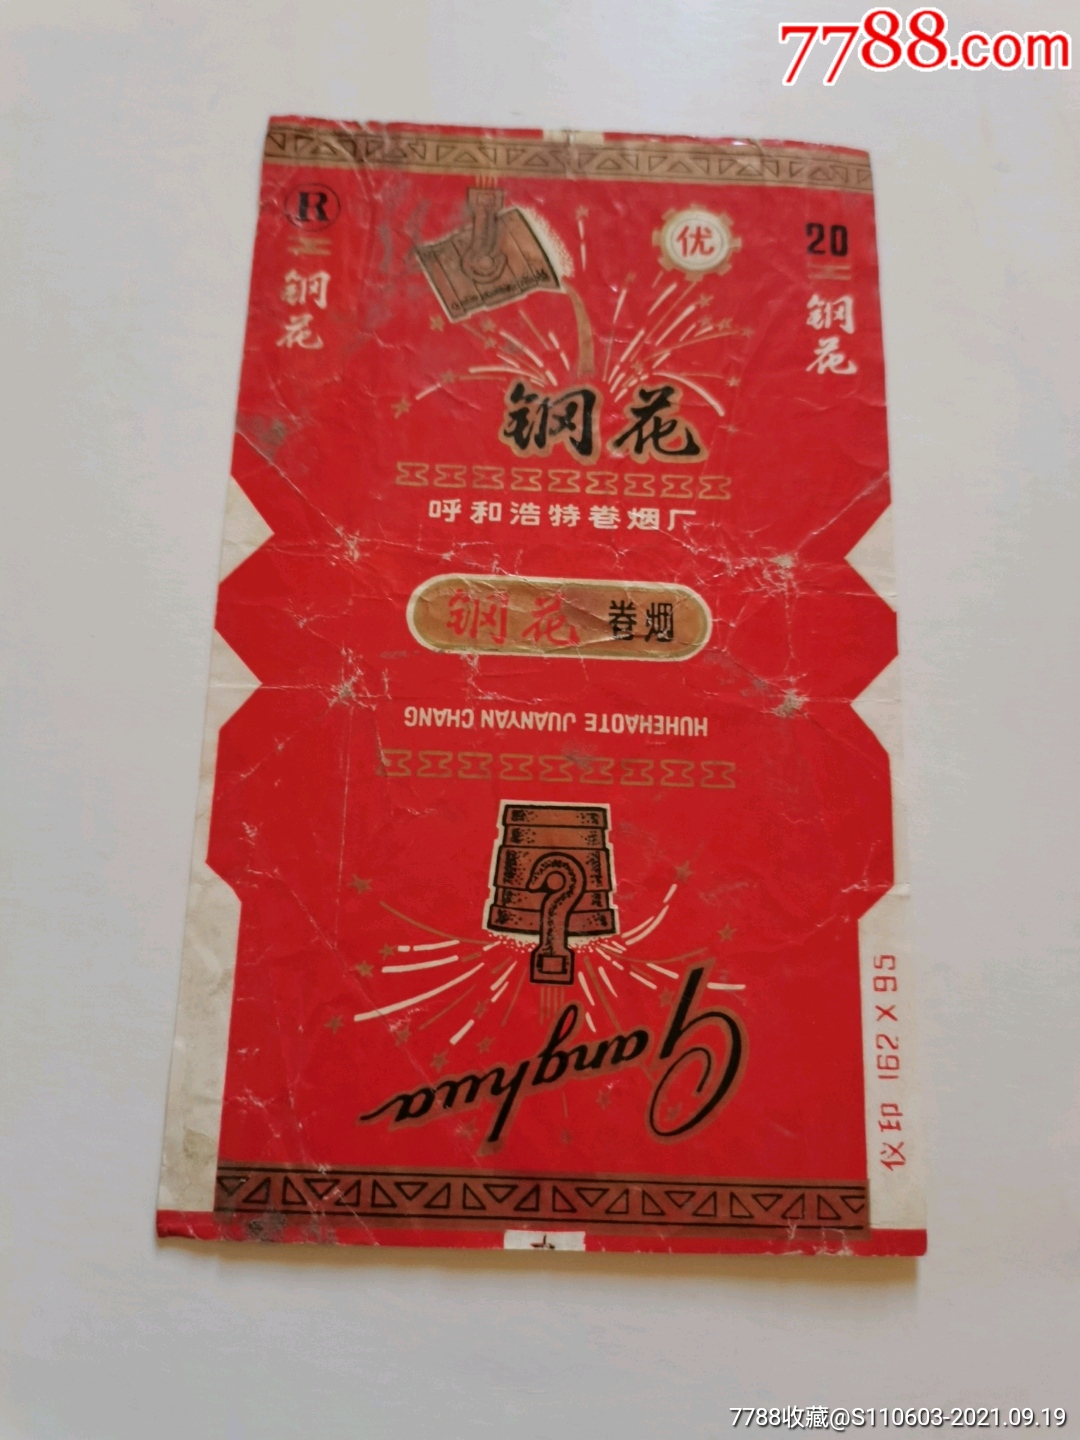 7788.com
R
钢花
优
20
钢花
钢花
呼和浩特卷烟厂
钢花 卷烟
HUHEHAOTE JUANYAN CHANG
Ganghua
仪印 162×95
7788收藏@S110603-2021.09.19